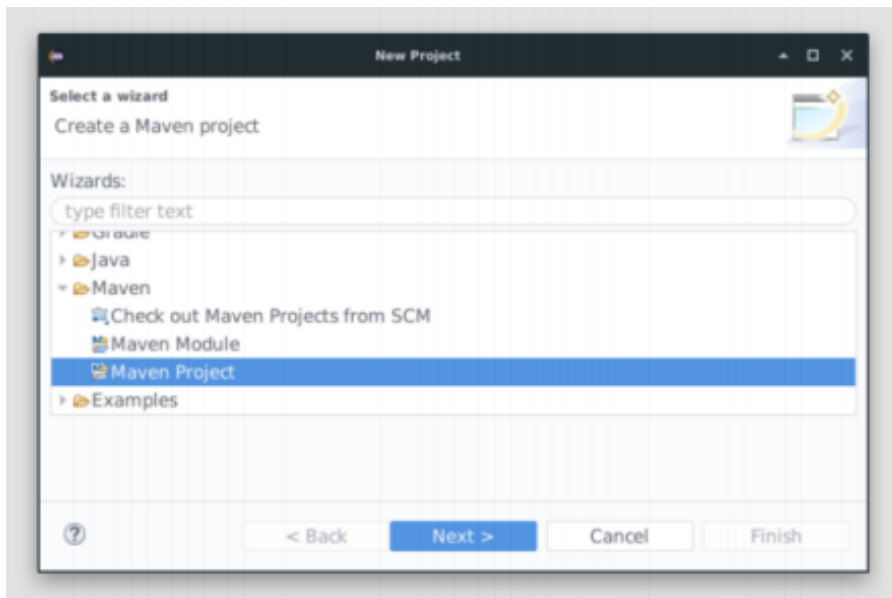 New Project
Select a wizard
Create a Maven project
Wizards:
type filter text
Gradle
Java
Maven
Check out Maven Projects from SCM
Maven Module
Maven Project
Examples
< Back Next > Cancel Finish